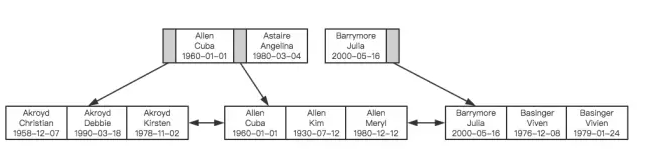 Allen
Cuba
1960-01-01
Astaire
Angelina
1980-03-04
Barrymore
Julia
2000-05-16
Akroyd
Christian
1958-12-07
Akroyd
Debbie
1990-03-18
Akroyd
Kirsten
1978-11-02
Allen
Cuba
1960-01-01
Allen
Kim
1930-07-12
Allen
Meryl
1980-12-12
Barrymore
Julia
2000-05-16
Basinger
Viven
1976-12-08
Basinger
Vivien
1979-01-24